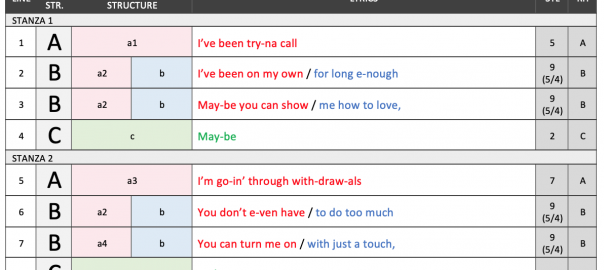 LINE STR. STRUCTURE LYRICS SYL RH
STANZA 1
1 A a1 I've been try-na call 5 A
2 B a2 b I've been on my own / for long e-nough 9 (5/4) B
3 B a2 b May-be you can show / me how to love, 9 (5/4) B
4 C c May-be 2 C
STANZA 2
5 A a3 I'm go-in' through with-draw-als 7 A
6 B a2 b You don't e-ven have / to do too much 9 (5/4) B
7 B a4 b You can turn me on / with just a touch, 9 (5/4) B